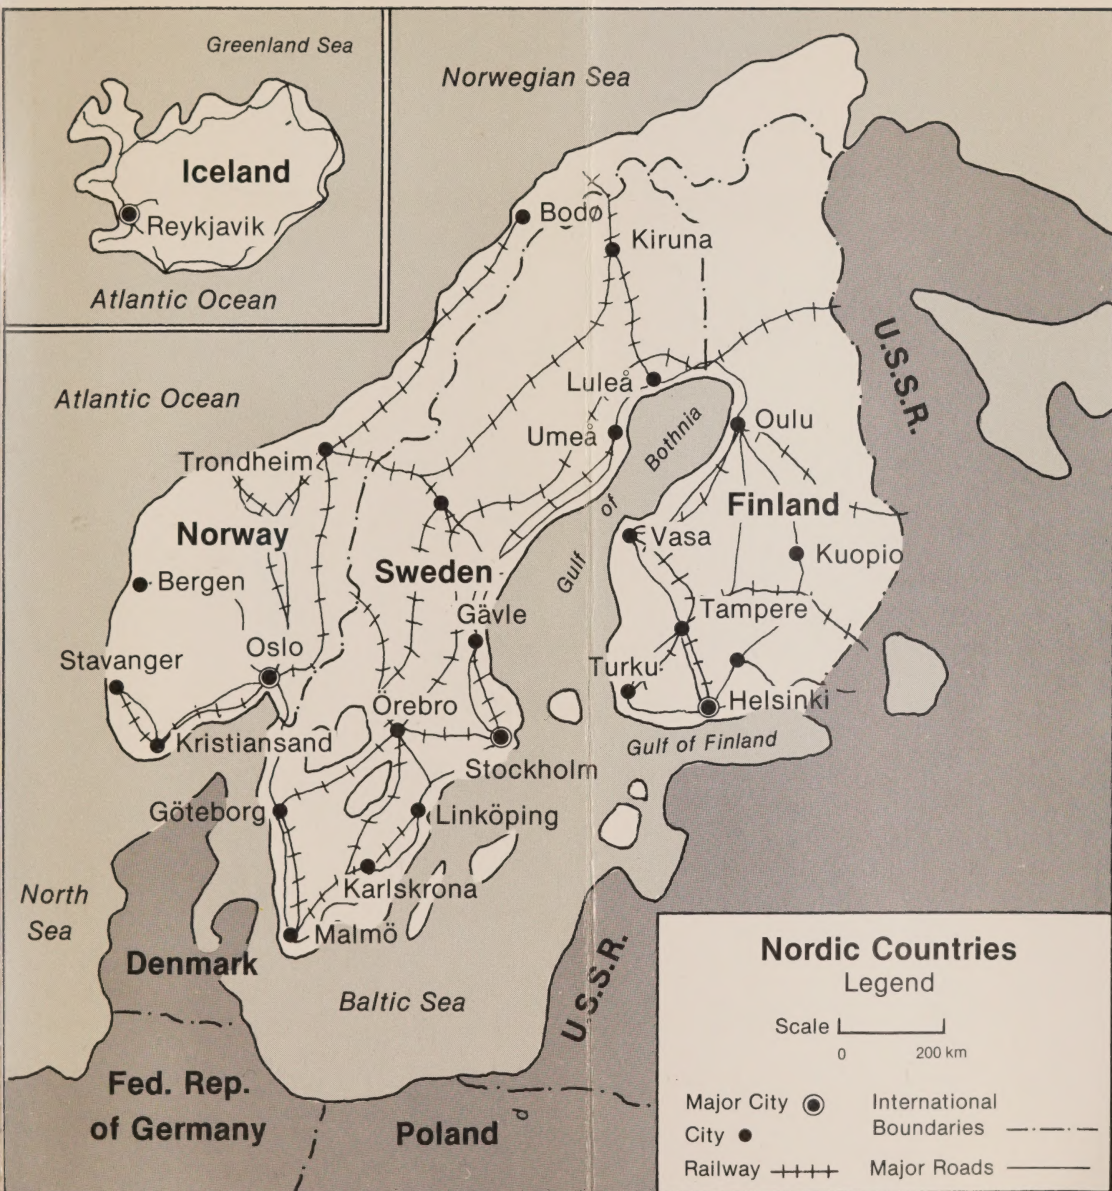 Greenland Sea
Iceland
Reykjavik
Atlantic Ocean
Norwegian Sea
Bodø
Kiruna
U.S.S.R.
Atlantic Ocean
Luleå
Umeå
Gulf of Bothnia
Oulu
Trondheim
Norway
Finland
Vasa
Kuopio
Bergen
Sweden
Gävle
Tampere
Stavanger
Oslo
Turku
Örebro
Helsinki
Kristiansand
Stockholm
Gulf of Finland
Göteborg
Linköping
Karlskrona
North
Sea
Malmö
Denmark
Baltic Sea
U.S.S.R.
Fed. Rep.
of Germany
Poland
d
Nordic Countries
Legend
Scale
0 200 km
Major City
International
Boundaries
City
Railway
Major Roads